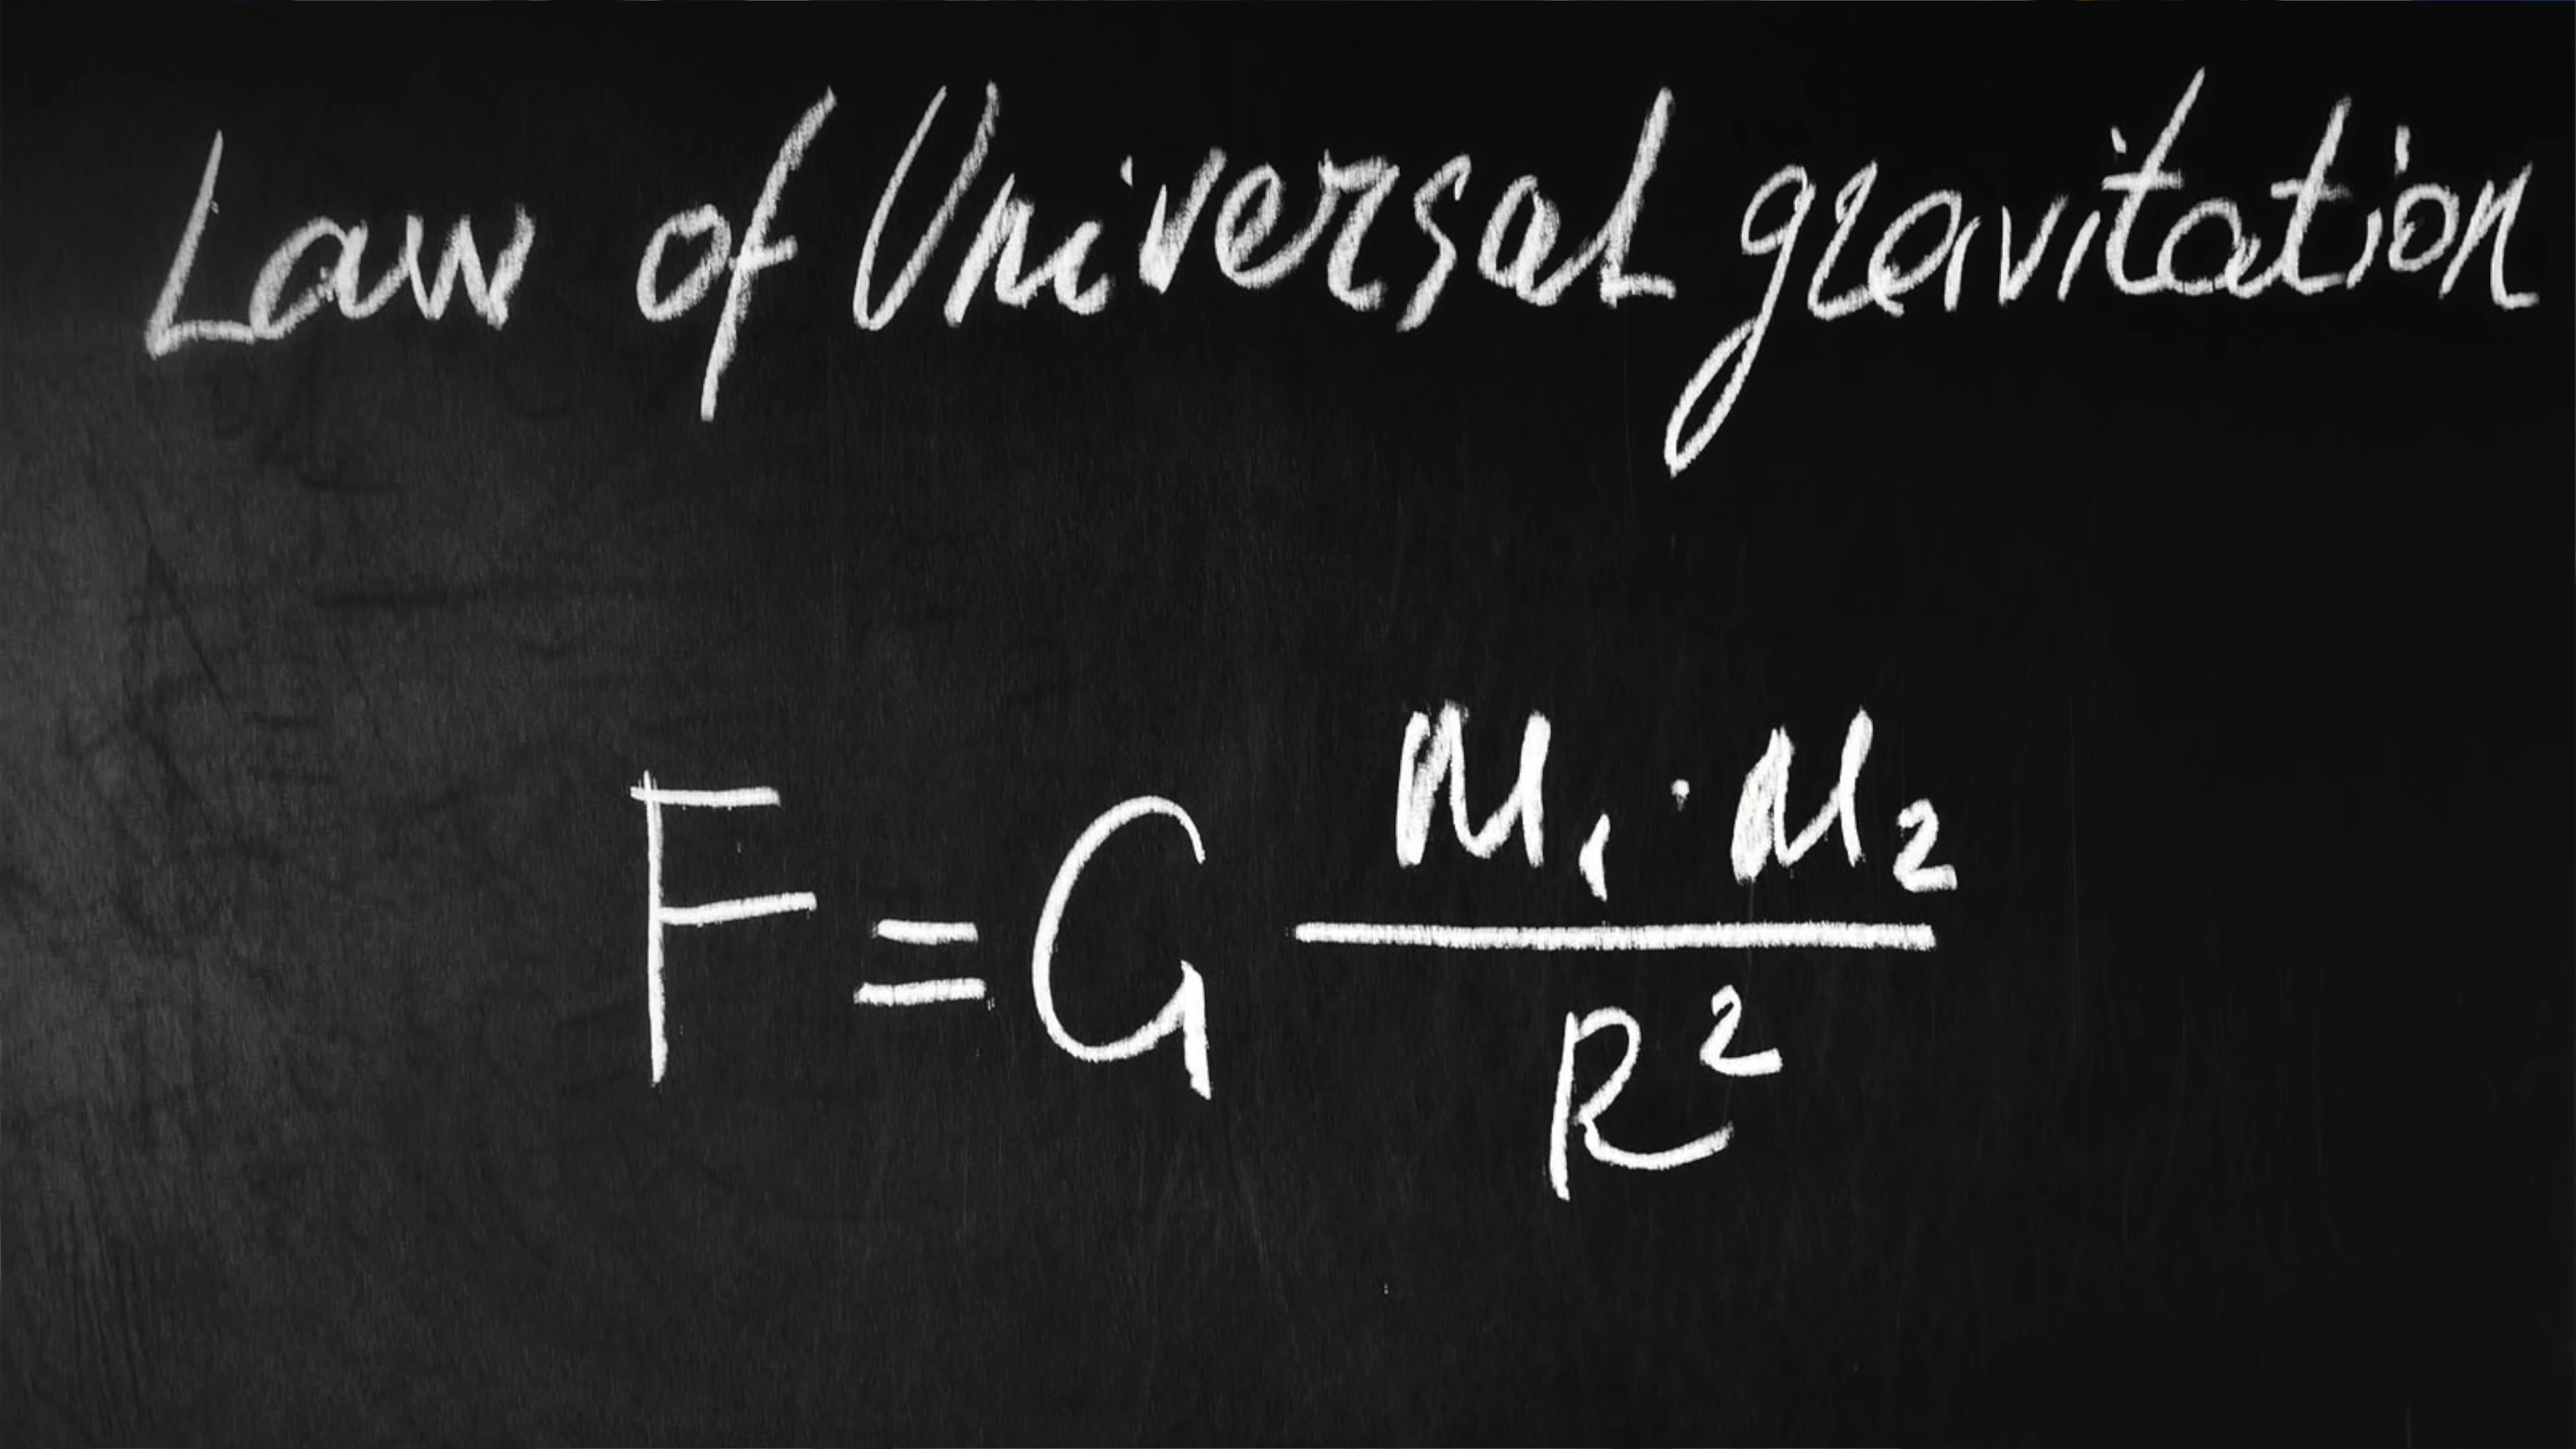 Law of Universal gravitation
F = G M₁ · M₂ / R²